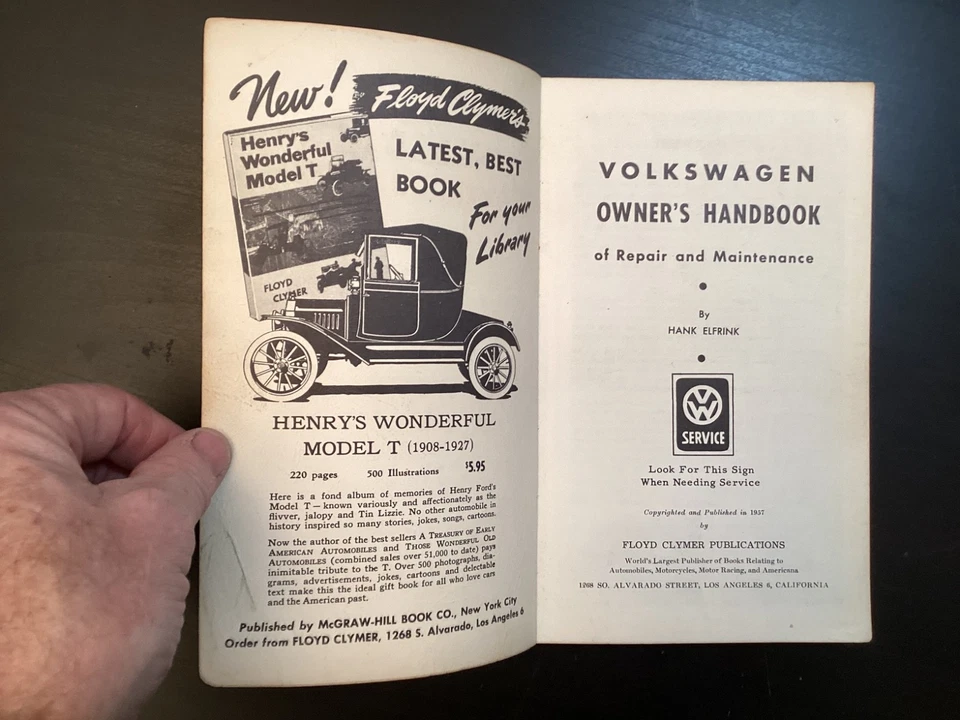 New!
Floyd Clymer's
Henry's
Wonderful
Model T
FLOYD
CLYMER
LATEST, BEST
BOOK
For your
Library
HENRY'S WONDERFUL
MODEL T (1908-1927)
220 pages 500 Illustrations $5.95
Here is a fond album of memories of Henry Ford's
Model T — known variously and affectionately as the
flivver, jalopy and Tin Lizzie. No other automobile in
history inspired so many stories, jokes, songs, cartoons.
Now the author of the best sellers A TREASURY OF EARLY
AMERICAN AUTOMOBILES and THOSE WONDERFUL OLD
AUTOMOBILES (combined sales over 51,000 to date) pays
inimitable tribute to the T. Over 500 photographs, dia-
grams, advertisements, jokes, cartoons and delectable
text make this the ideal gift book for all who love cars
and the American past.
Published by McGRAW-HILL BOOK CO., New York City
Order from FLOYD CLYMER, 1268 S. Alvarado, Los Angeles 6
VOLKSWAGEN
OWNER'S HANDBOOK
of Repair and Maintenance
By
HANK ELFRINK
VW
SERVICE
Look For This Sign
When Needing Service
Copyrighted and Published in 1957
by
FLOYD CLYMER PUBLICATIONS
World's Largest Publisher of Books Relating to
Automobiles, Motorcycles, Motor Racing, and Americana
1268 SO. ALVARADO STREET, LOS ANGELES 6, CALIFORNIA